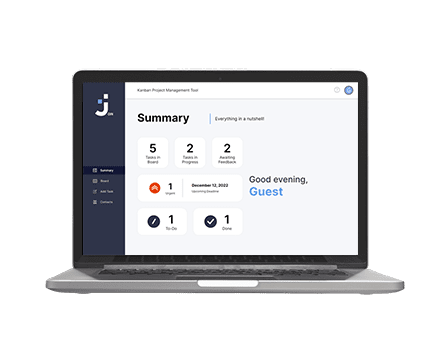 Kanban Project Management Tool
j
ON
Summary
Everything in a nutshell!
5
Tasks in
Board
2
Tasks in
Progress
2
Awaiting
Feedback
1
Urgent
December 12, 2022
Upcoming Deadline
Good evening,
Guest
1
To-Do
1
Done
Summary
Board
Add Task
Contacts